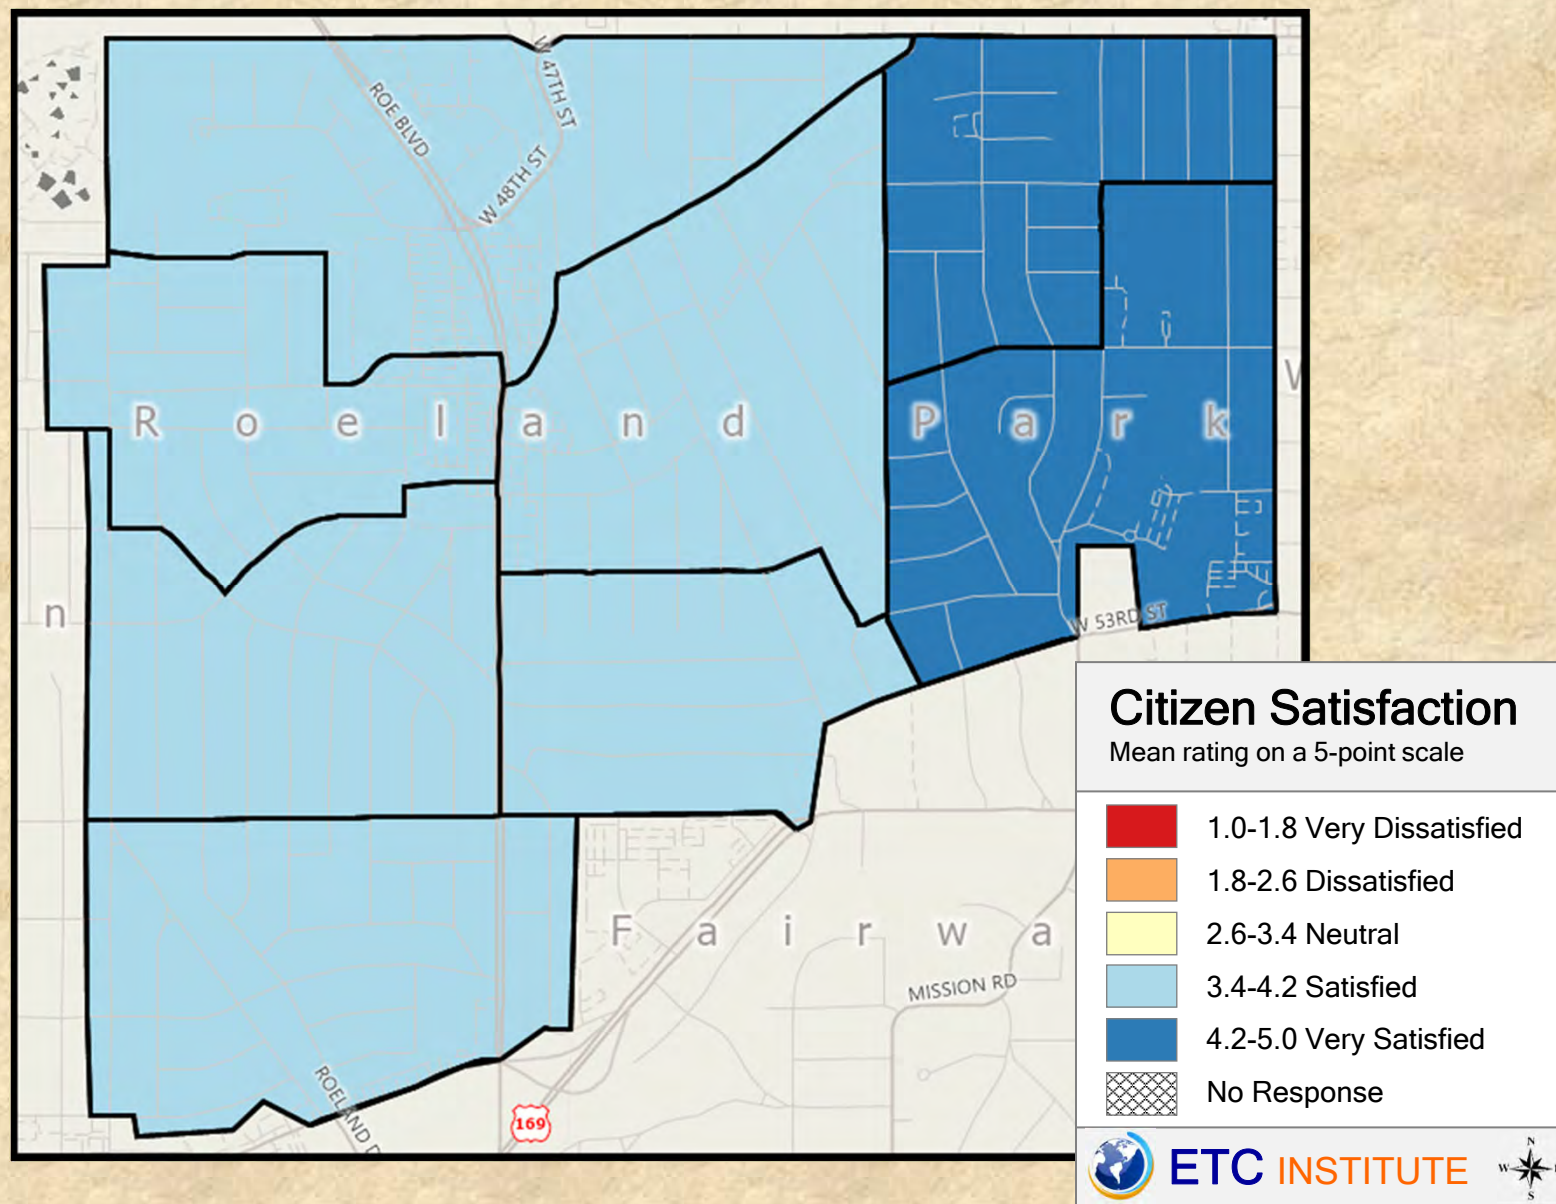 W 47TH ST
ROE BLVD
W 48TH ST
Roeland Park
W 53RD ST
n
Fairwa
MISSION RD
ROELAND D
169
Citizen Satisfaction
Mean rating on a 5-point scale
1.0-1.8 Very Dissatisfied
1.8-2.6 Dissatisfied
2.6-3.4 Neutral
3.4-4.2 Satisfied
4.2-5.0 Very Satisfied
No Response
ETC INSTITUTE
N
W
S